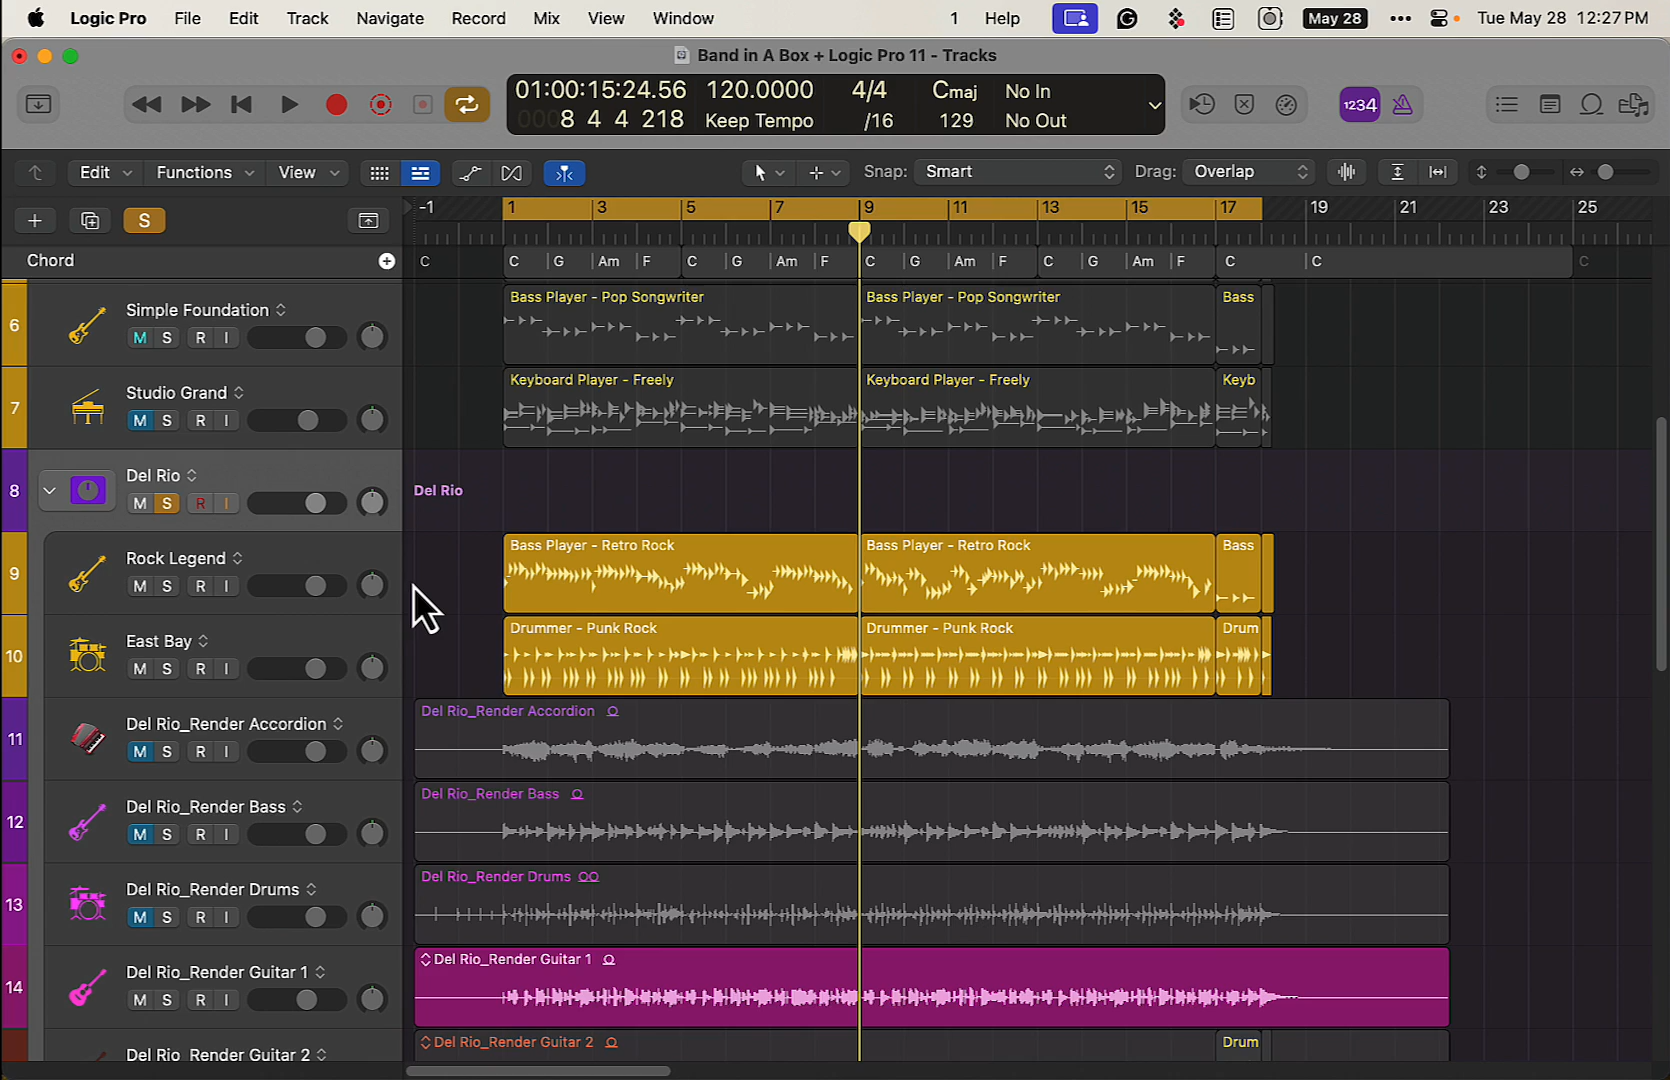 Logic Pro File Edit Track Navigate Record Mix View Window 1 Help May 28 Tue May 28 12:27 PM
Band in A Box + Logic Pro 11 - Tracks
01:00:15:24.56 120.0000 4/4 Cmaj No In
0008 4 4 218 Keep Tempo /16 129 No Out
1234
Edit Functions View Snap: Smart Drag: Overlap
S
-1 1 3 5 7 9 11 13 15 17 19 21 23 25
Chord C C G Am F C G Am F C G Am F C G Am F C C C
6 Simple Foundation Bass Player - Pop Songwriter Bass Player - Pop Songwriter Bass
M S R I
7 Studio Grand Keyboard Player - Freely Keyboard Player - Freely Keyb
M S R I
8 Del Rio Del Rio
M S R I
9 Rock Legend Bass Player - Retro Rock Bass Player - Retro Rock Bass
M S R I
10 East Bay Drummer - Punk Rock Drummer - Punk Rock Drum
M S R I
11 Del Rio_Render Accordion Del Rio_Render Accordion
M S R I
12 Del Rio_Render Bass Del Rio_Render Bass
M S R I
13 Del Rio_Render Drums Del Rio_Render Drums
M S R I
14 Del Rio_Render Guitar 1 Del Rio_Render Guitar 1
M S R I
Del Rio_Render Guitar 2 Del Rio_Render Guitar 2 Drum